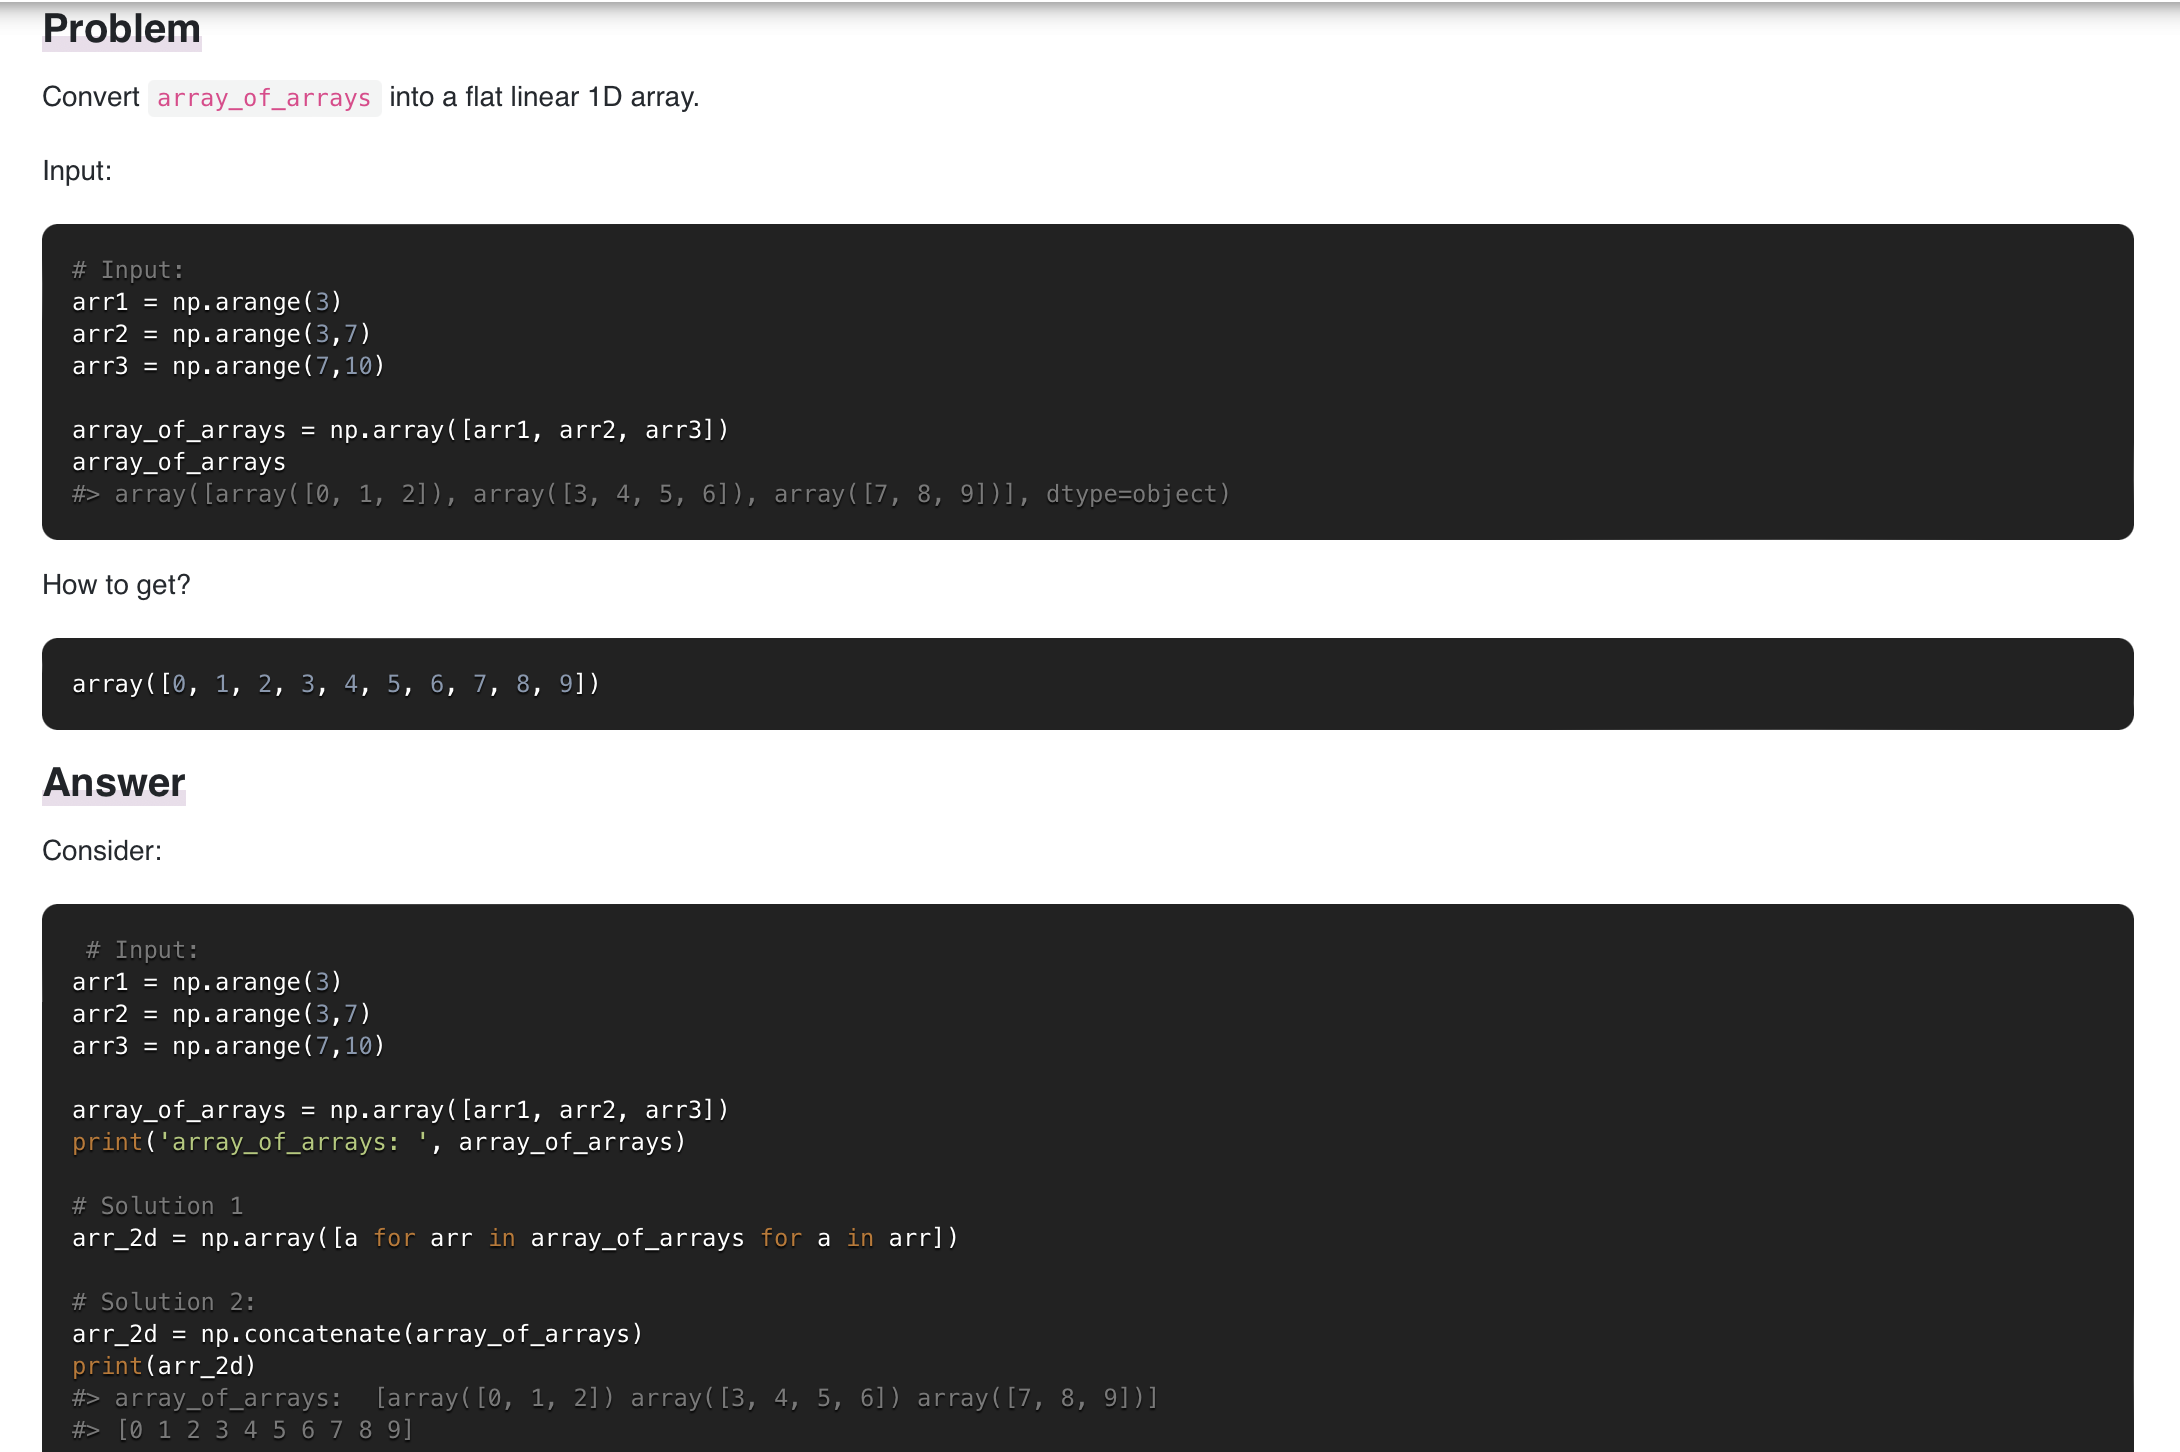 Problem
Convert array_of_arrays into a flat linear 1D array.
Input:
# Input:
arr1 = np.arange(3)
arr2 = np.arange(3,7)
arr3 = np.arange(7,10)
array_of_arrays = np.array([arr1, arr2, arr3])
array_of_arrays
#> array([array([0, 1, 2]), array([3, 4, 5, 6]), array([7, 8, 9])], dtype=object)
How to get?
array([0, 1, 2, 3, 4, 5, 6, 7, 8, 9])
Answer
Consider:
# Input:
arr1 = np.arange(3)
arr2 = np.arange(3,7)
arr3 = np.arange(7,10)
array_of_arrays = np.array([arr1, arr2, arr3])
print('array_of_arrays: ', array_of_arrays)
# Solution 1
arr_2d = np.array([a for arr in array_of_arrays for a in arr])
# Solution 2:
arr_2d = np.concatenate(array_of_arrays)
print(arr_2d)
#> array_of_arrays:  [array([0, 1, 2]) array([3, 4, 5, 6]) array([7, 8, 9])]
#> [0 1 2 3 4 5 6 7 8 9]